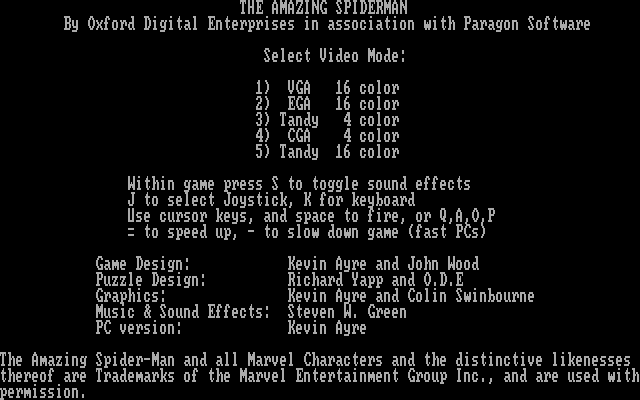 THE AMAZING SPIDERMAN
By Oxford Digital Enterprises in association with Paragon Software
Select Video Mode:
1) VGA 16 color
2) EGA 16 color
3) Tandy 4 color
4) CGA 4 color
5) Tandy 16 color
Within game press S to toggle sound effects
J to select Joystick, K for keyboard
Use cursor keys, and space to fire, or Q,A,O,P
= to speed up, - to slow down game (fast PCs)
Game Design: Kevin Ayre and John Wood
Puzzle Design: Richard Yapp and O.D.E
Graphics: Kevin Ayre and Colin Swinbourne
Music & Sound Effects: Steven W. Green
PC version: Kevin Ayre
The Amazing Spider-Man and all Marvel Characters and the distinctive likenesses
thereof are Trademarks of the Marvel Entertainment Group Inc., and are used with
permission.